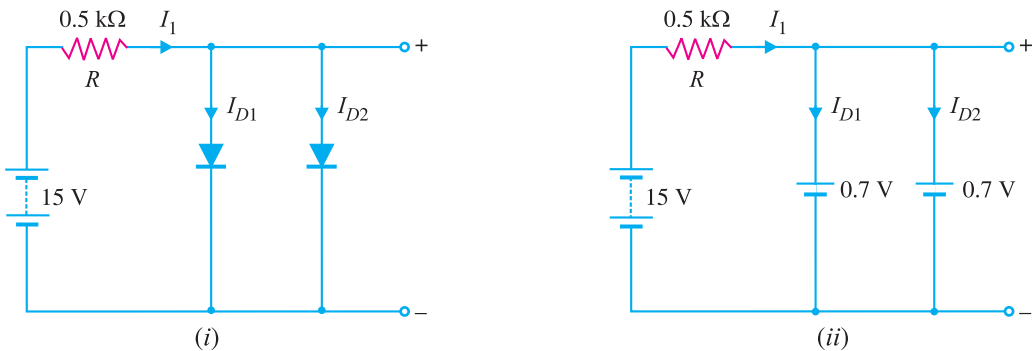 0.5 kΩ I1 +
R
ID1 ID2
15 V
–
(i)
0.5 kΩ I1 +
R
ID1 ID2
15 V 0.7 V 0.7 V
–
(ii)